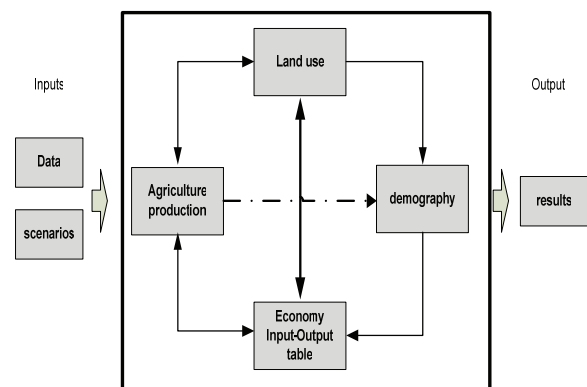 Land use
Inputs
Output
Data
Agriculture
production
demography
results
scenarios
Economy
Input-Output
table